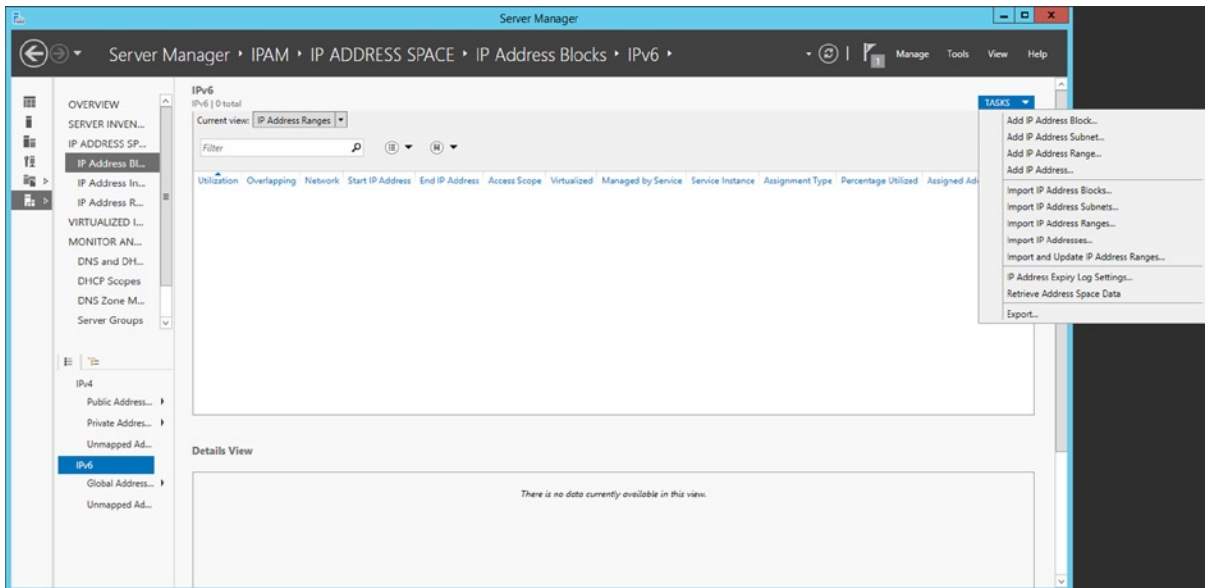 Server Manager
Server Manager ‣ IPAM ‣ IP ADDRESS SPACE ‣ IP Address Blocks ‣ IPv6 ‣
1
Manage Tools View Help
OVERVIEW
SERVER INVEN...
IP ADDRESS SP...
IP Address Bl...
IP Address In...
IP Address R...
VIRTUALIZED I...
MONITOR AN...
DNS and DH...
DHCP Scopes
DNS Zone M...
Server Groups
IPv4
Public Address...
Private Addres...
Unmapped Ad...
IPv6
Global Address...
Unmapped Ad...
IPv6
IPv6 | 0 total
Current view: IP Address Ranges
Filter
Utilization Overlapping Network Start IP Address End IP Address Access Scope Virtualized Managed by Service Service Instance Assignment Type Percentage Utilized Assigned Ad
TASKS
Add IP Address Block...
Add IP Address Subnet...
Add IP Address Range...
Add IP Address...
Import IP Address Blocks...
Import IP Address Subnets...
Import IP Address Ranges...
Import IP Addresses...
Import and Update IP Address Ranges...
IP Address Expiry Log Settings...
Retrieve Address Space Data
Export...
Details View
There is no data currently available in this view.